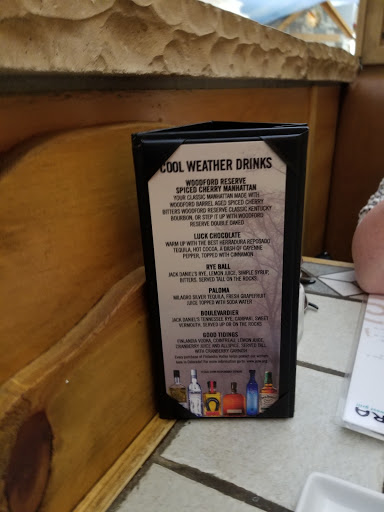 COOL WEATHER DRINKS
WOODFORD RESERVE
SPICED CHERRY MANHATTAN
YOUR CLASSIC MANHATTAN MADE WITH
WOODFORD BARREL AGED SPICED CHERRY
BITTERS WOODFORD RESERVE CLASSIC KENTUCKY
BOURBON, OR STEP IT UP WITH WOODFORD
RESERVE DOUBLE OAKED
LUCK CHOCOLATE
WARM UP WITH THE BEST HERRADURA REPOSADO
TEQUILA, HOT COCOA, A DASH OF CAYENNE
PEPPER, TOPPED WITH CINNAMON
RYE BALL
JACK DANIEL'S RYE, LEMON JUICE, SIMPLE SYRUP,
BITTERS, SERVED TALL ON THE ROCKS
PALOMA
MILAGRO SILVER TEQUILA, FRESH GRAPEFRUIT
JUICE TOPPED WITH SODA WATER
BOULEVARDIER
JACK DANIEL'S TENNESSEE RYE, CAMPARI, SWEET
VERMOUTH, SERVED UP OR ON THE ROCKS
GOOD TIDINGS
FINLANDIA VODKA, COINTREAU, LEMON JUICE,
CRANBERRY JUICE AND ALLSPICE, SERVED TALL
WITH CRANBERRY GARNISH
RA